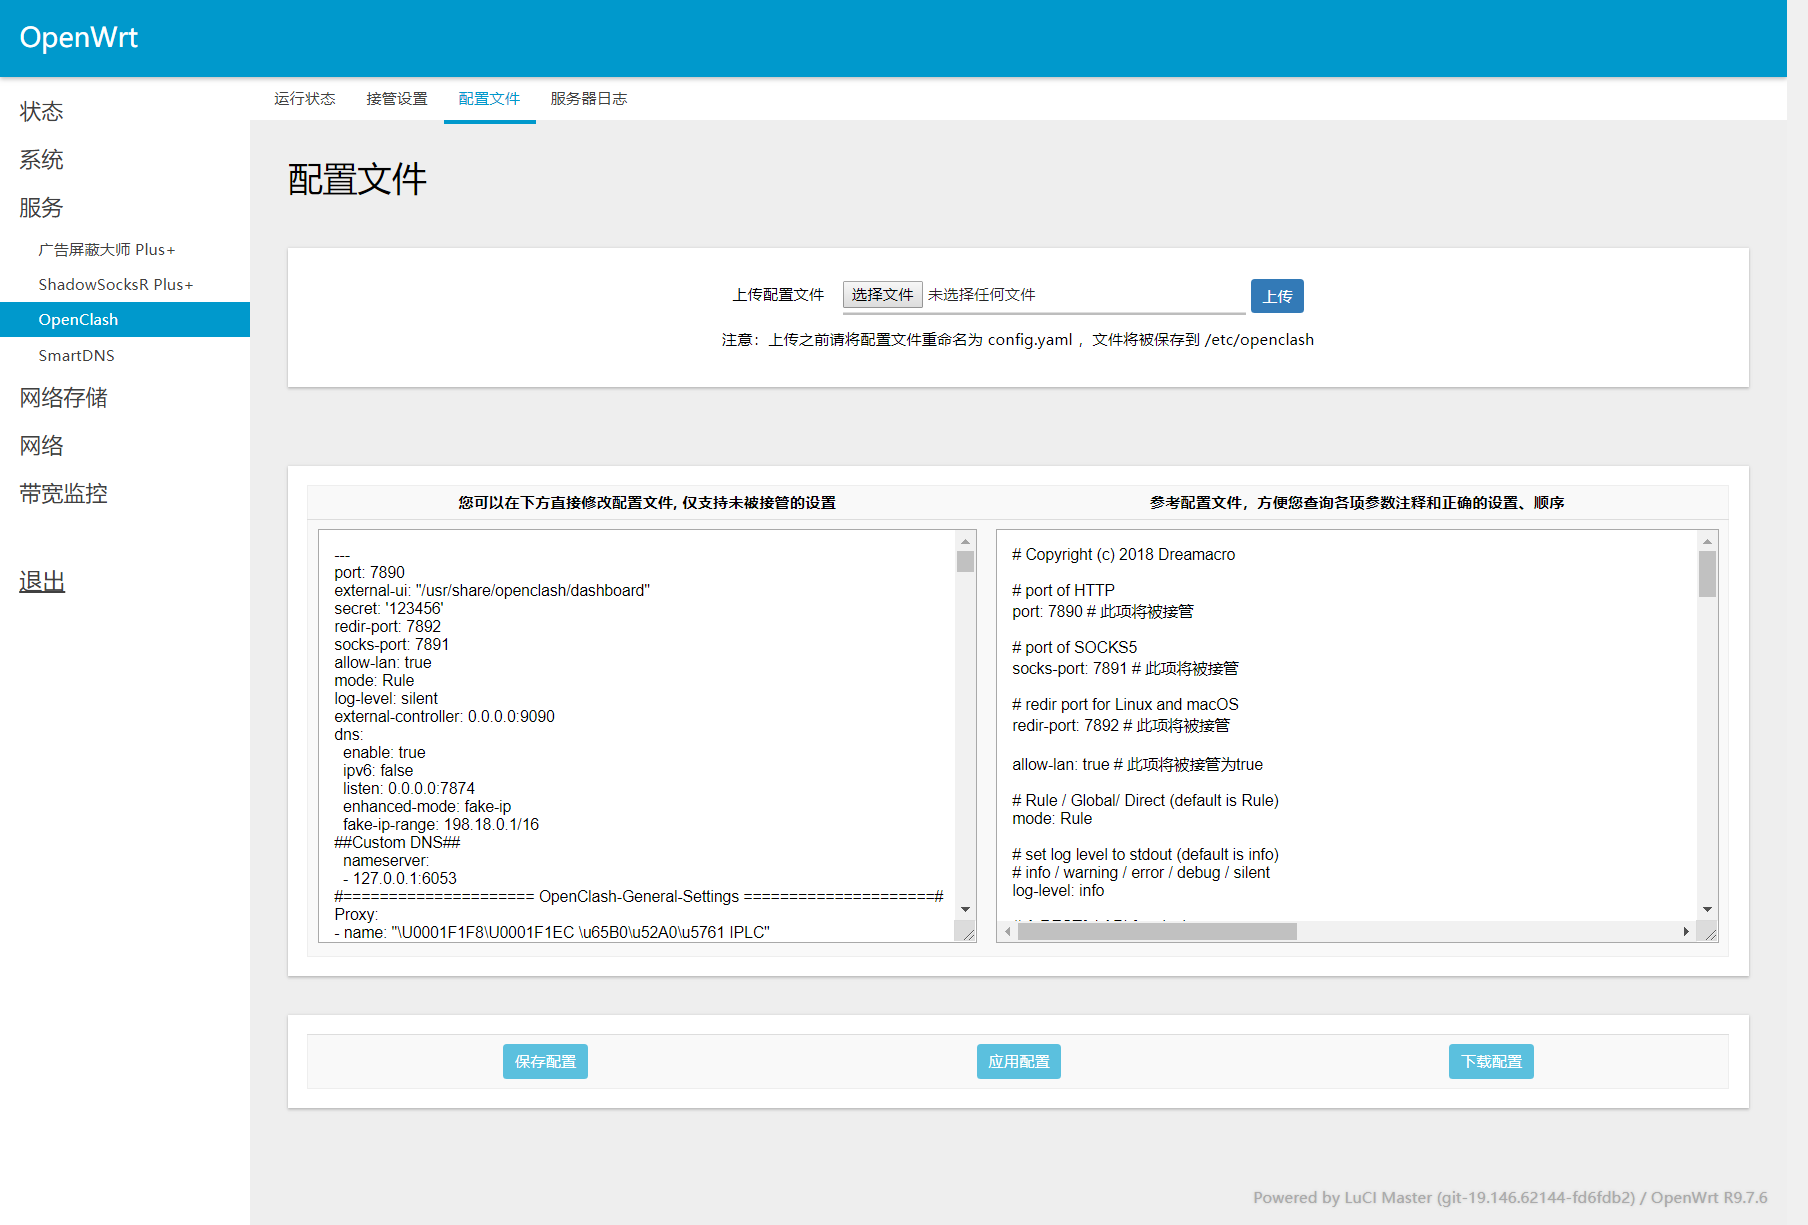 OpenWrt
状态
系统
服务
广告屏蔽大师 Plus+
ShadowSocksR Plus+
OpenClash
SmartDNS
网络存储
网络
带宽监控
退出
运行状态 接管设置 配置文件 服务器日志
配置文件
上传配置文件 选择文件 未选择任何文件 上传
注意：上传之前请将配置文件重命名为 config.yaml ，文件将被保存到 /etc/openclash
您可以在下方直接修改配置文件, 仅支持未被接管的设置
---
port: 7890
external-ui: "/usr/share/openclash/dashboard"
secret: '123456'
redir-port: 7892
socks-port: 7891
allow-lan: true
mode: Rule
log-level: silent
external-controller: 0.0.0.0:9090
dns:
enable: true
ipv6: false
listen: 0.0.0.0:7874
enhanced-mode: fake-ip
fake-ip-range: 198.18.0.1/16
##Custom DNS##
nameserver:
- 127.0.0.1:6053
#===================== OpenClash-General-Settings =====================#
Proxy:
- name: "\U0001F1F8\U0001F1EC \u65B0\u52A0\u5761 IPLC"
参考配置文件，方便您查询各项参数注释和正确的设置、顺序
# Copyright (c) 2018 Dreamacro
# port of HTTP
port: 7890 # 此项将被接管
# port of SOCKS5
socks-port: 7891 # 此项将被接管
# redir port for Linux and macOS
redir-port: 7892 # 此项将被接管
allow-lan: true # 此项将被接管为true
# Rule / Global/ Direct (default is Rule)
mode: Rule
# set log level to stdout (default is info)
# info / warning / error / debug / silent
log-level: info
保存配置 应用配置 下载配置
Powered by LuCI Master (git-19.146.62144-fd6fdb2) / OpenWrt R9.7.6